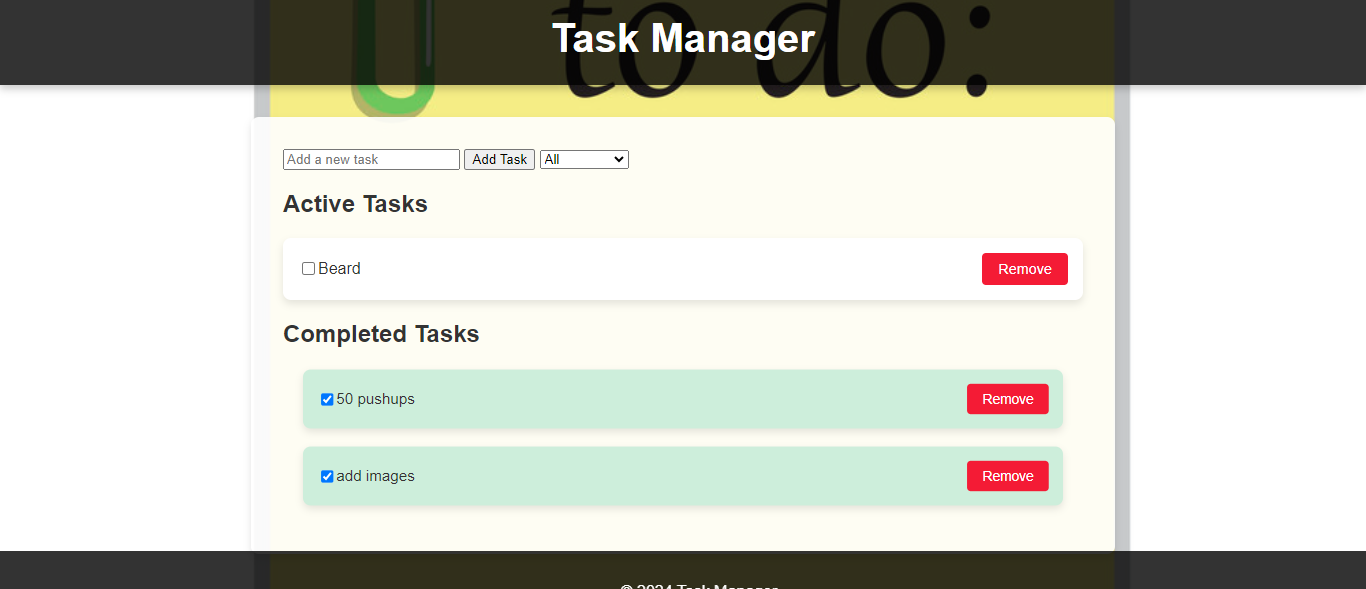 to do:
Task Manager
Add a new task Add Task All
Active Tasks
Beard Remove
Completed Tasks
50 pushups Remove
add images Remove
© 2024 Task Manager